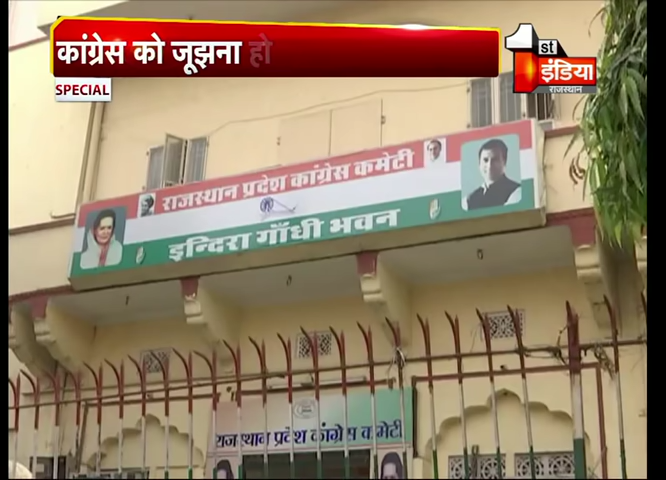 कांग्रेस को जूझना हो
1st
इंडिया
राजस्थान
SPECIAL
राजस्थान प्रदेश कांग्रेस कमेटी
इन्दिरा गाँधी भवन
राजस्थान प्रदेश कांग्रेस कमेटी